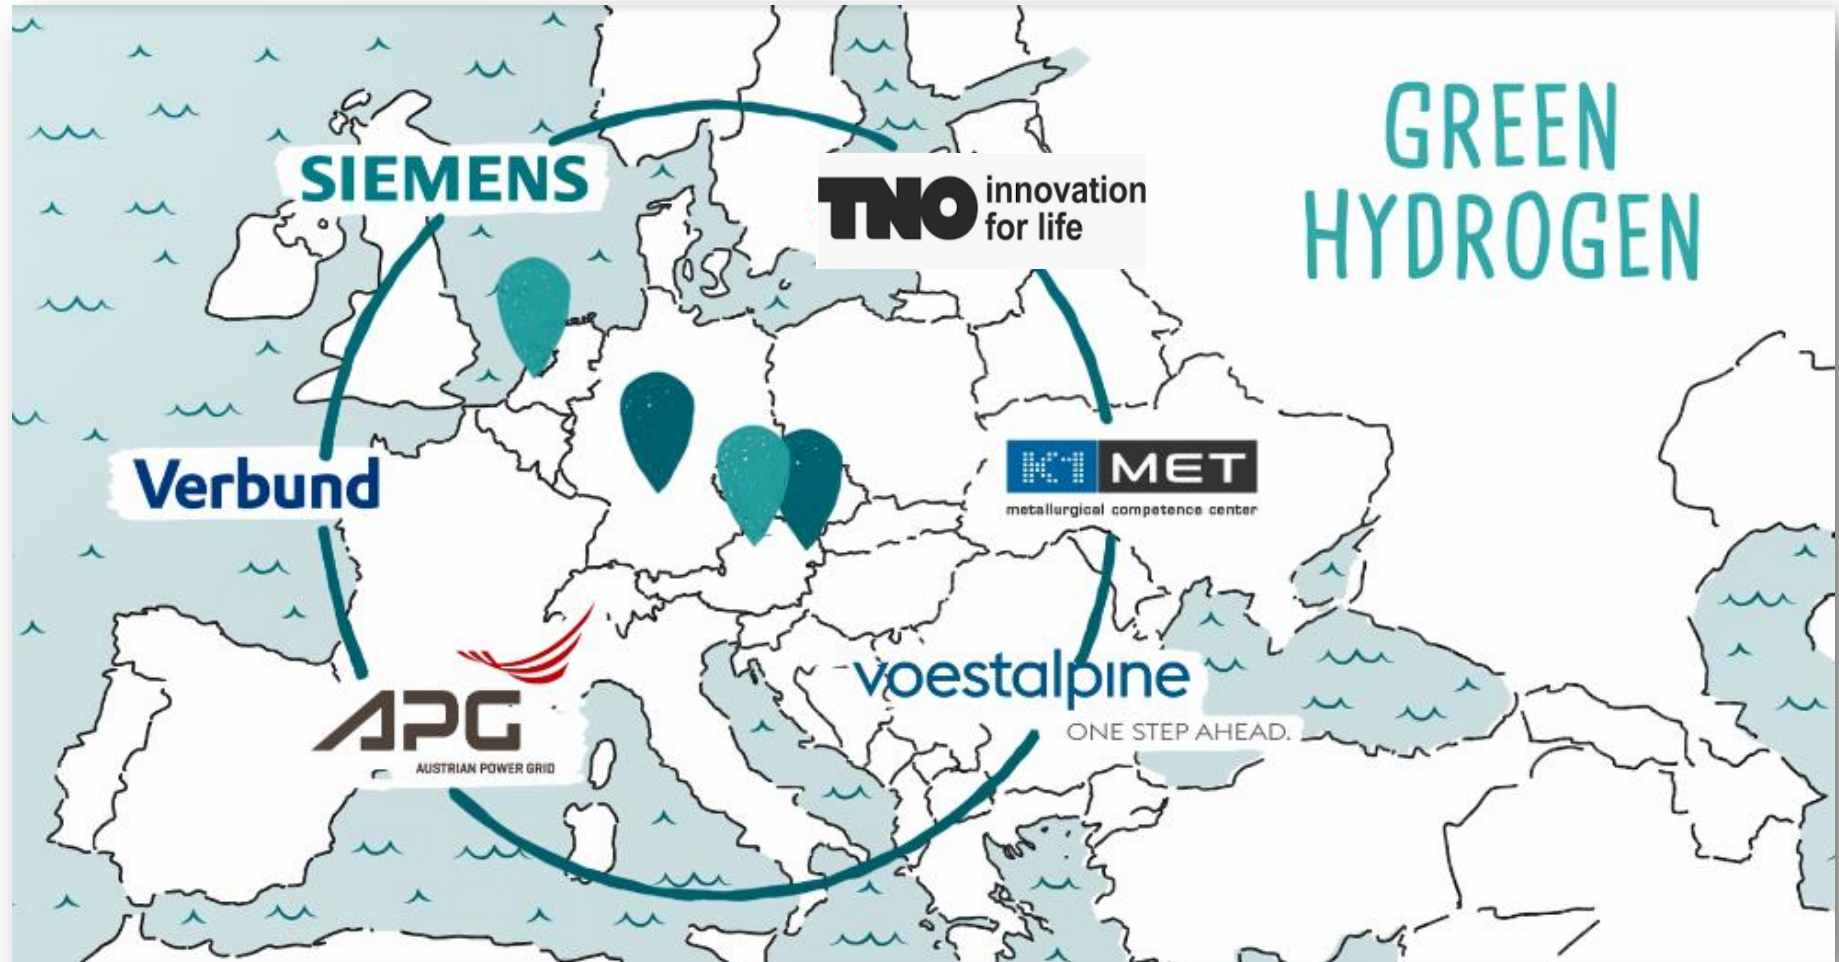 GREEN
HYDROGEN
SIEMENS
TNO innovation
for life
Verbund
K1 MET
metallurgical competence center
APG
AUSTRIAN POWER GRID
voestalpine
ONE STEP AHEAD.